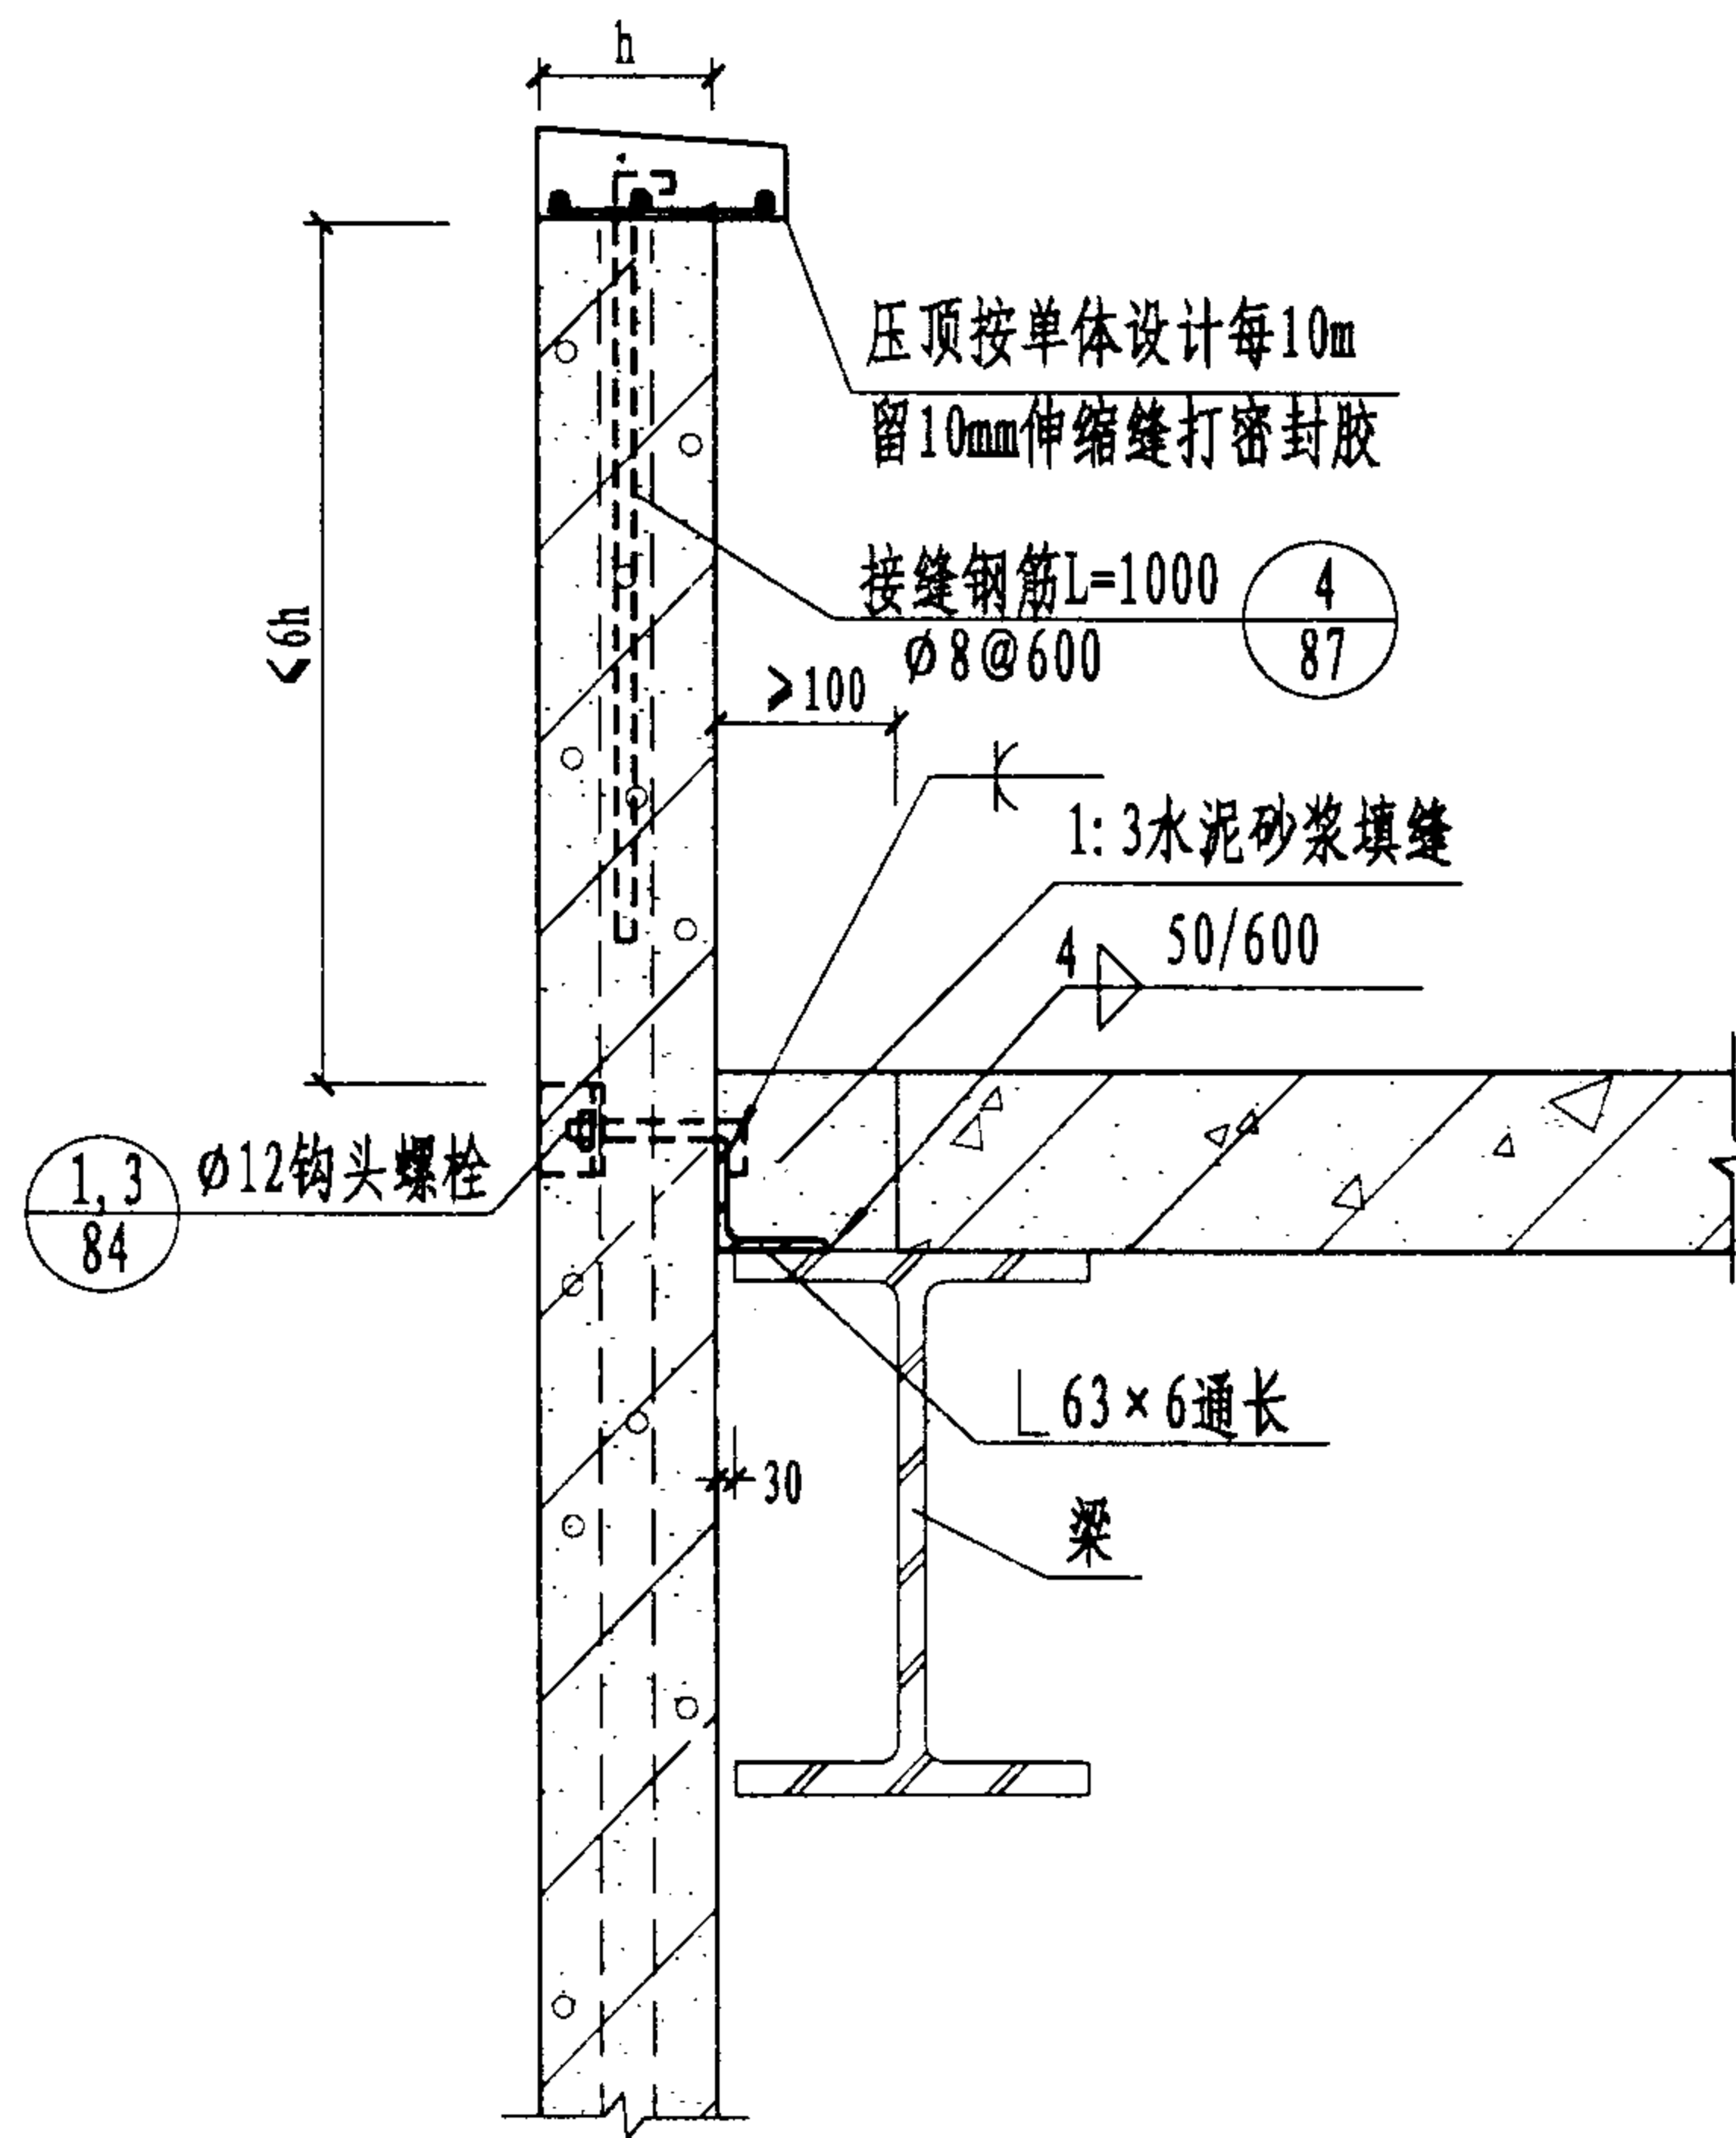 h
压顶按单体设计每10m
留10mm伸缩缝打密封胶
接缝钢筋L=1000
4
ϕ8@600
87
<6h
>100
1:3水泥砂浆填缝
4 50/600
1,3
ϕ12钩头螺栓
84
L 63×6通长
30
梁